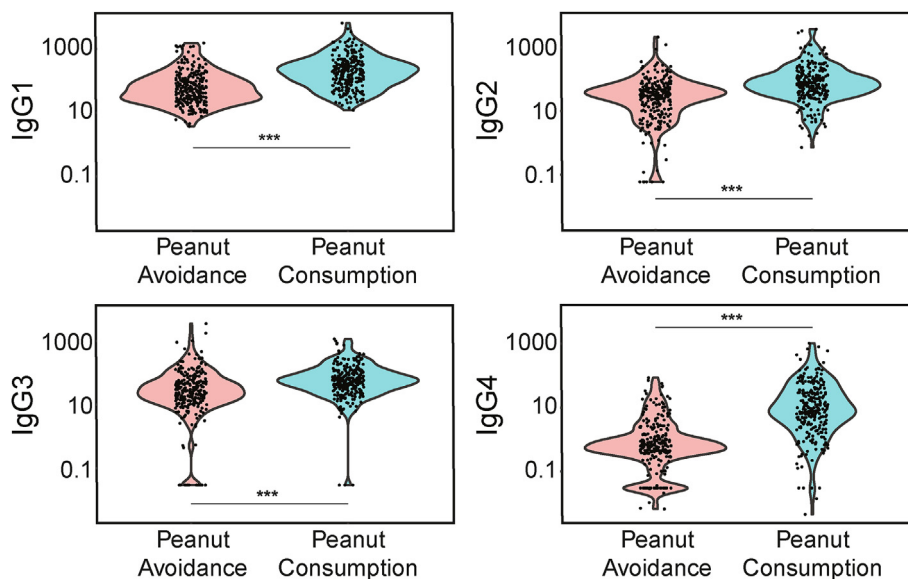 IgG1
1000
10
0.1
***
Peanut
Avoidance
Peanut
Consumption
IgG2
1000
10
0.1
***
Peanut
Avoidance
Peanut
Consumption
IgG3
1000
10
0.1
***
Peanut
Avoidance
Peanut
Consumption
IgG4
1000
10
0.1
***
Peanut
Avoidance
Peanut
Consumption